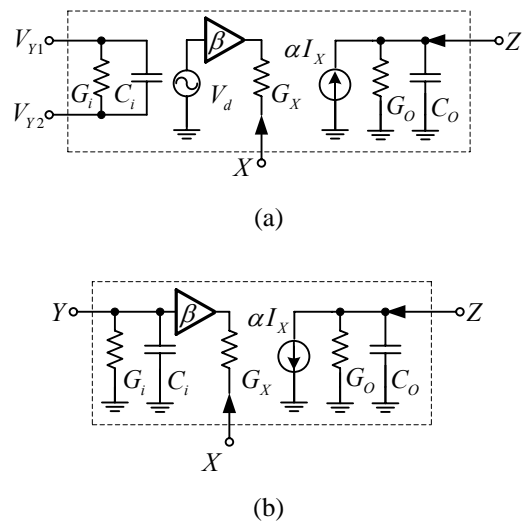 V_{Y1} β αI_X Z
G_i C_i V_d G_X G_O C_O
V_{Y2}
X
(a)
Y β αI_X Z
G_i C_i G_X G_O C_O
X
(b)